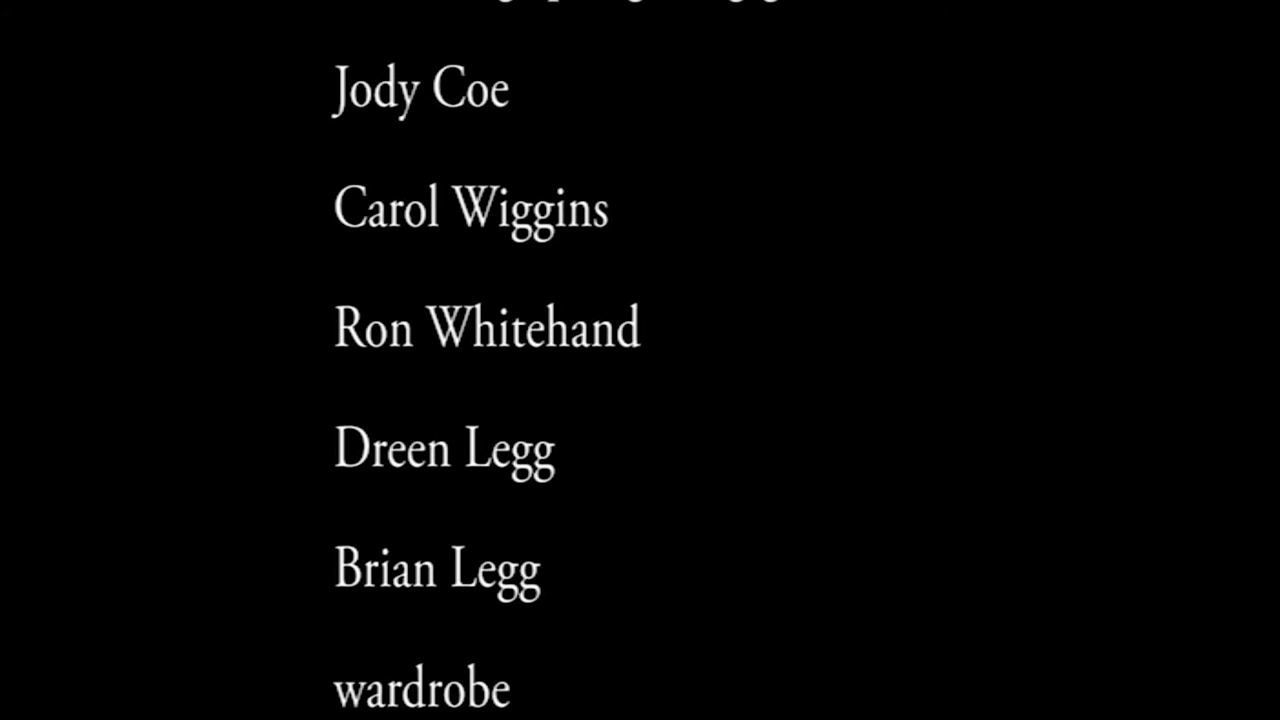 Jody Coe
Carol Wiggins
Ron Whitehand
Dreen Legg
Brian Legg
wardrobe